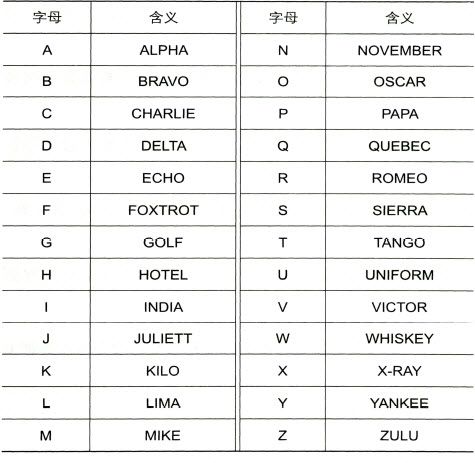 字母 含义 字母 含义
A ALPHA N NOVEMBER
B BRAVO O OSCAR
C CHARLIE P PAPA
D DELTA Q QUEBEC
E ECHO R ROMEO
F FOXTROT S SIERRA
G GOLF T TANGO
H HOTEL U UNIFORM
I INDIA V VICTOR
J JULIETT W WHISKEY
K KILO X X-RAY
L LIMA Y YANKEE
M MIKE Z ZULU